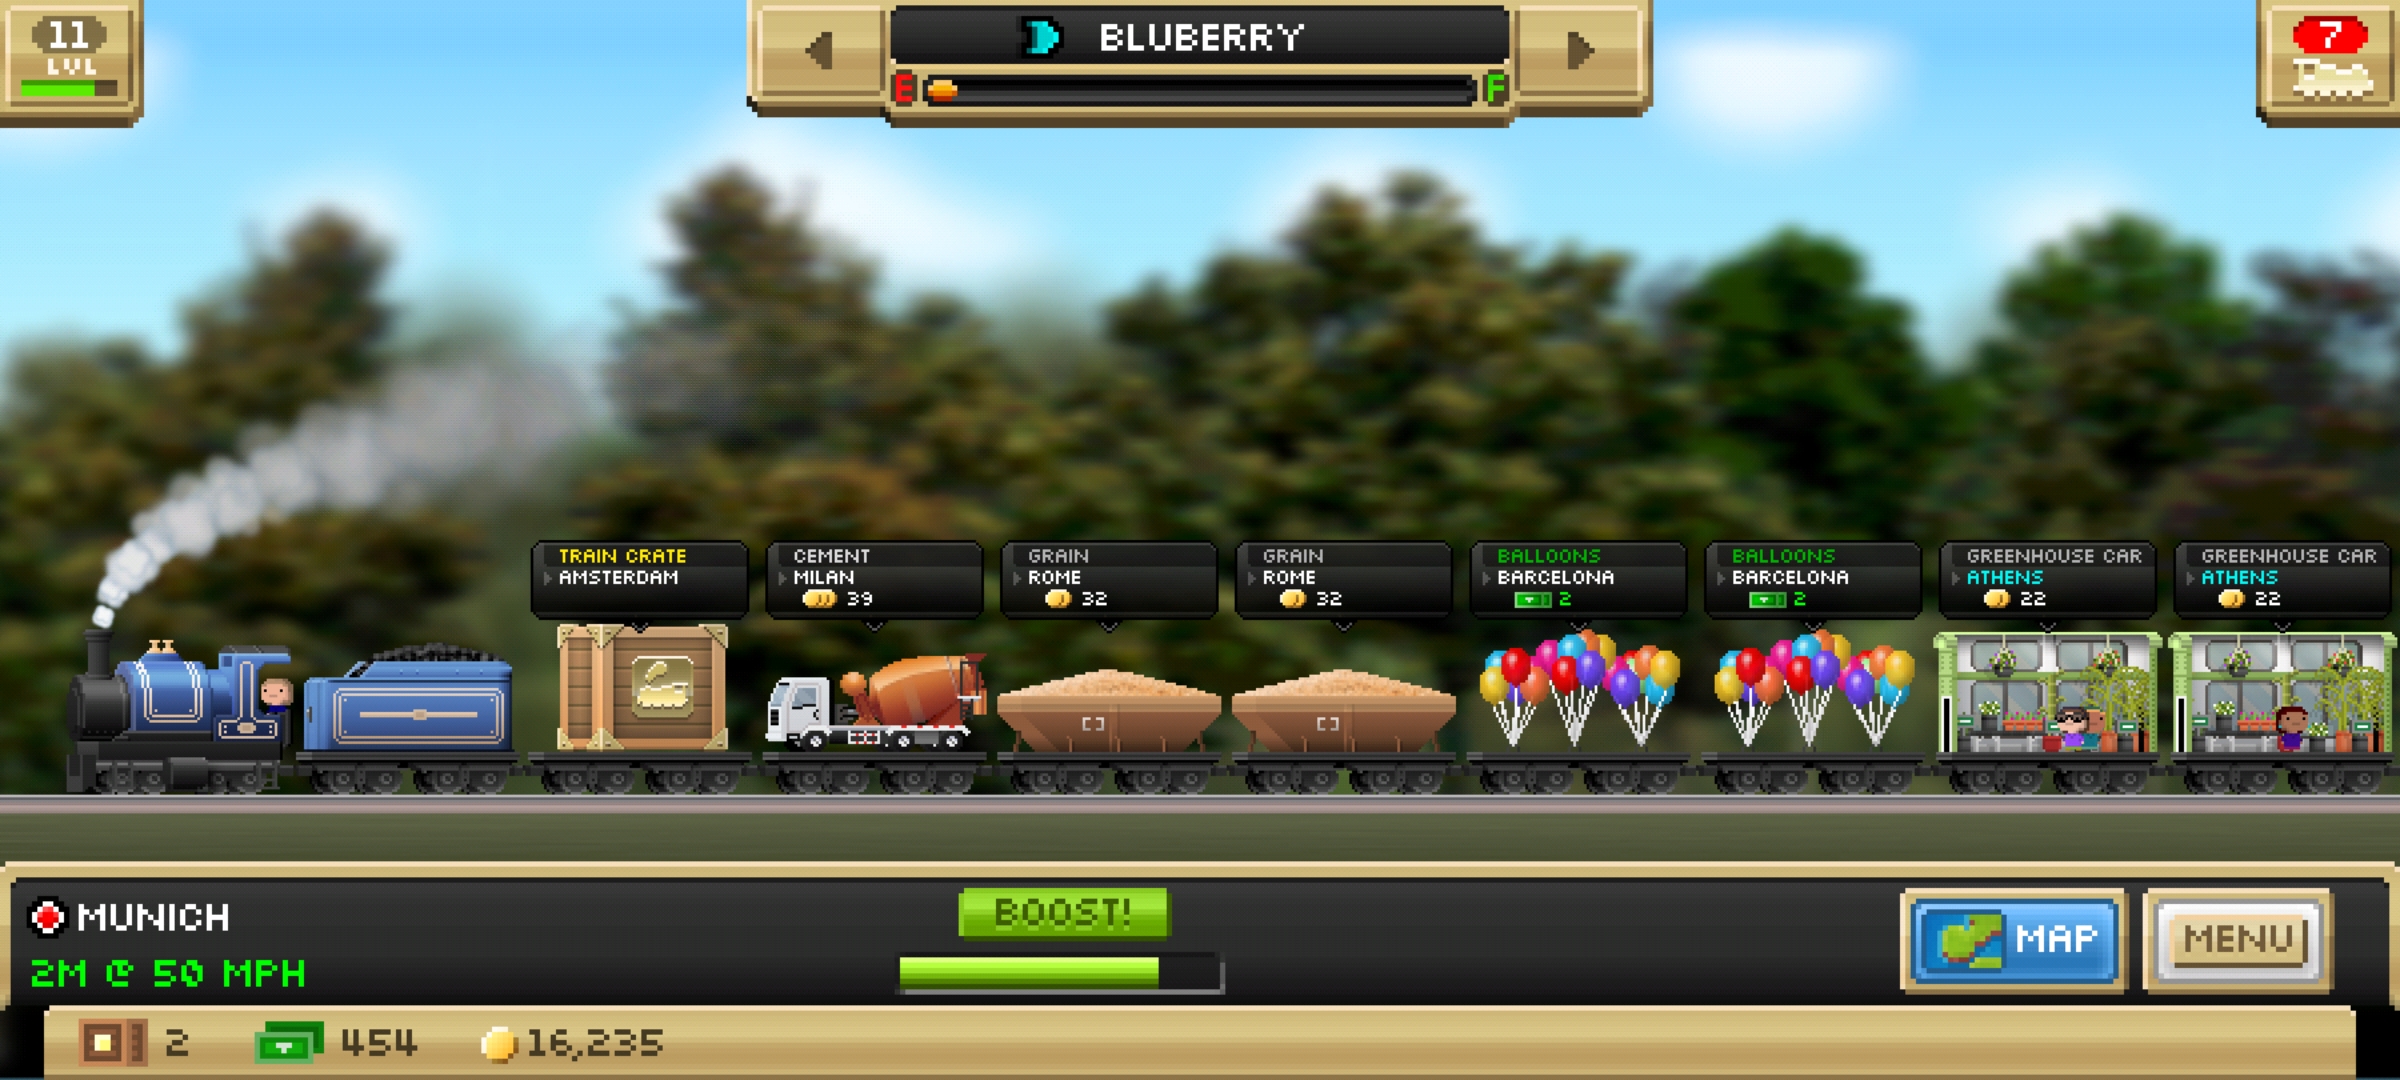 11
LVL
BLUBERRY
E F
7
TRAIN CRATE
AMSTERDAM
CEMENT
MILAN
39
GRAIN
ROME
32
GRAIN
ROME
32
BALLOONS
BARCELONA
2
BALLOONS
BARCELONA
2
GREENHOUSE CAR
ATHENS
22
GREENHOUSE CAR
ATHENS
22
MUNICH
2M @ 50 MPH
BOOST!
MAP
MENU
2
454
16,235